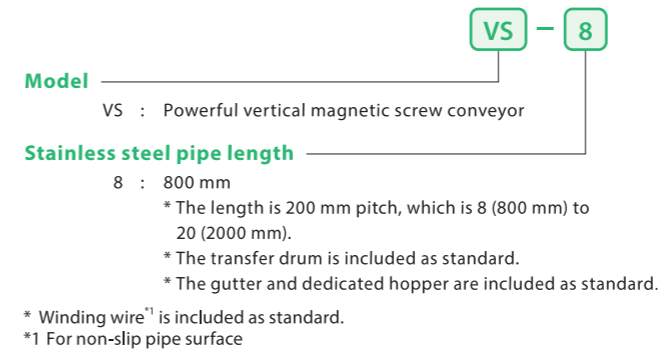 VS – 8
Model
VS : Powerful vertical magnetic screw conveyor
Stainless steel pipe length
8 : 800 mm
* The length is 200 mm pitch, which is 8 (800 mm) to
20 (2000 mm).
* The transfer drum is included as standard.
* The gutter and dedicated hopper are included as standard.
* Winding wire*1 is included as standard.
*1 For non-slip pipe surface